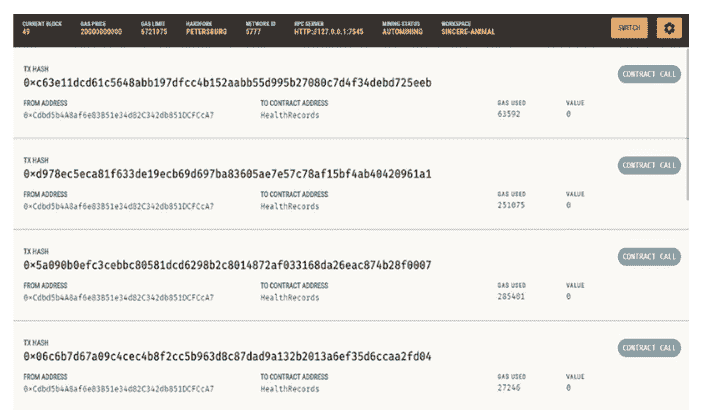 CURRENT BLOCK GAS PRICE GAS LIMIT HARDFORK NETWORK ID RPC SERVER MINING STATUS WORKSPACE
49 20000000000 6721975 PETERSBURG 5777 HTTP://127.0.0.1:7545 AUTOMINING SINCERE-ANIMAL SWITCH
TX HASH
0×c63e11dcd61c5648abb197dfcc4b152aabb55d995b27080c7d4f34debd725eeb CONTRACT CALL
FROM ADDRESS TO CONTRACT ADDRESS GAS USED VALUE
0×Cdbd5b4A8af6e83B51e34d82C342db851DCFCcA7 HealthRecords 63592 0
TX HASH
0×d978ec5eca81f633de19ecb69d697ba83605ae7e57c78af15bf4ab40420961a1 CONTRACT CALL
FROM ADDRESS TO CONTRACT ADDRESS GAS USED VALUE
0×Cdbd5b4A8af6e83B51e34d82C342db851DCFCcA7 HealthRecords 251075 0
TX HASH
0×5a090b0efc3cebbc80581dcd6298b2c8014872af033168da26eac874b28f0007 CONTRACT CALL
FROM ADDRESS TO CONTRACT ADDRESS GAS USED VALUE
0×Cdbd5b4A8af6e83B51e34d82C342db851DCFCcA7 HealthRecords 285401 0
TX HASH
0×06c6b7d67a09c4cec4b8f2cc5b963d8c87dad9a132b2013a6ef35d6ccaa2fd04 CONTRACT CALL
FROM ADDRESS TO CONTRACT ADDRESS GAS USED VALUE
0×Cdbd5b4A8af6e83B51e34d82C342db851DCFCcA7 HealthRecords 27246 0